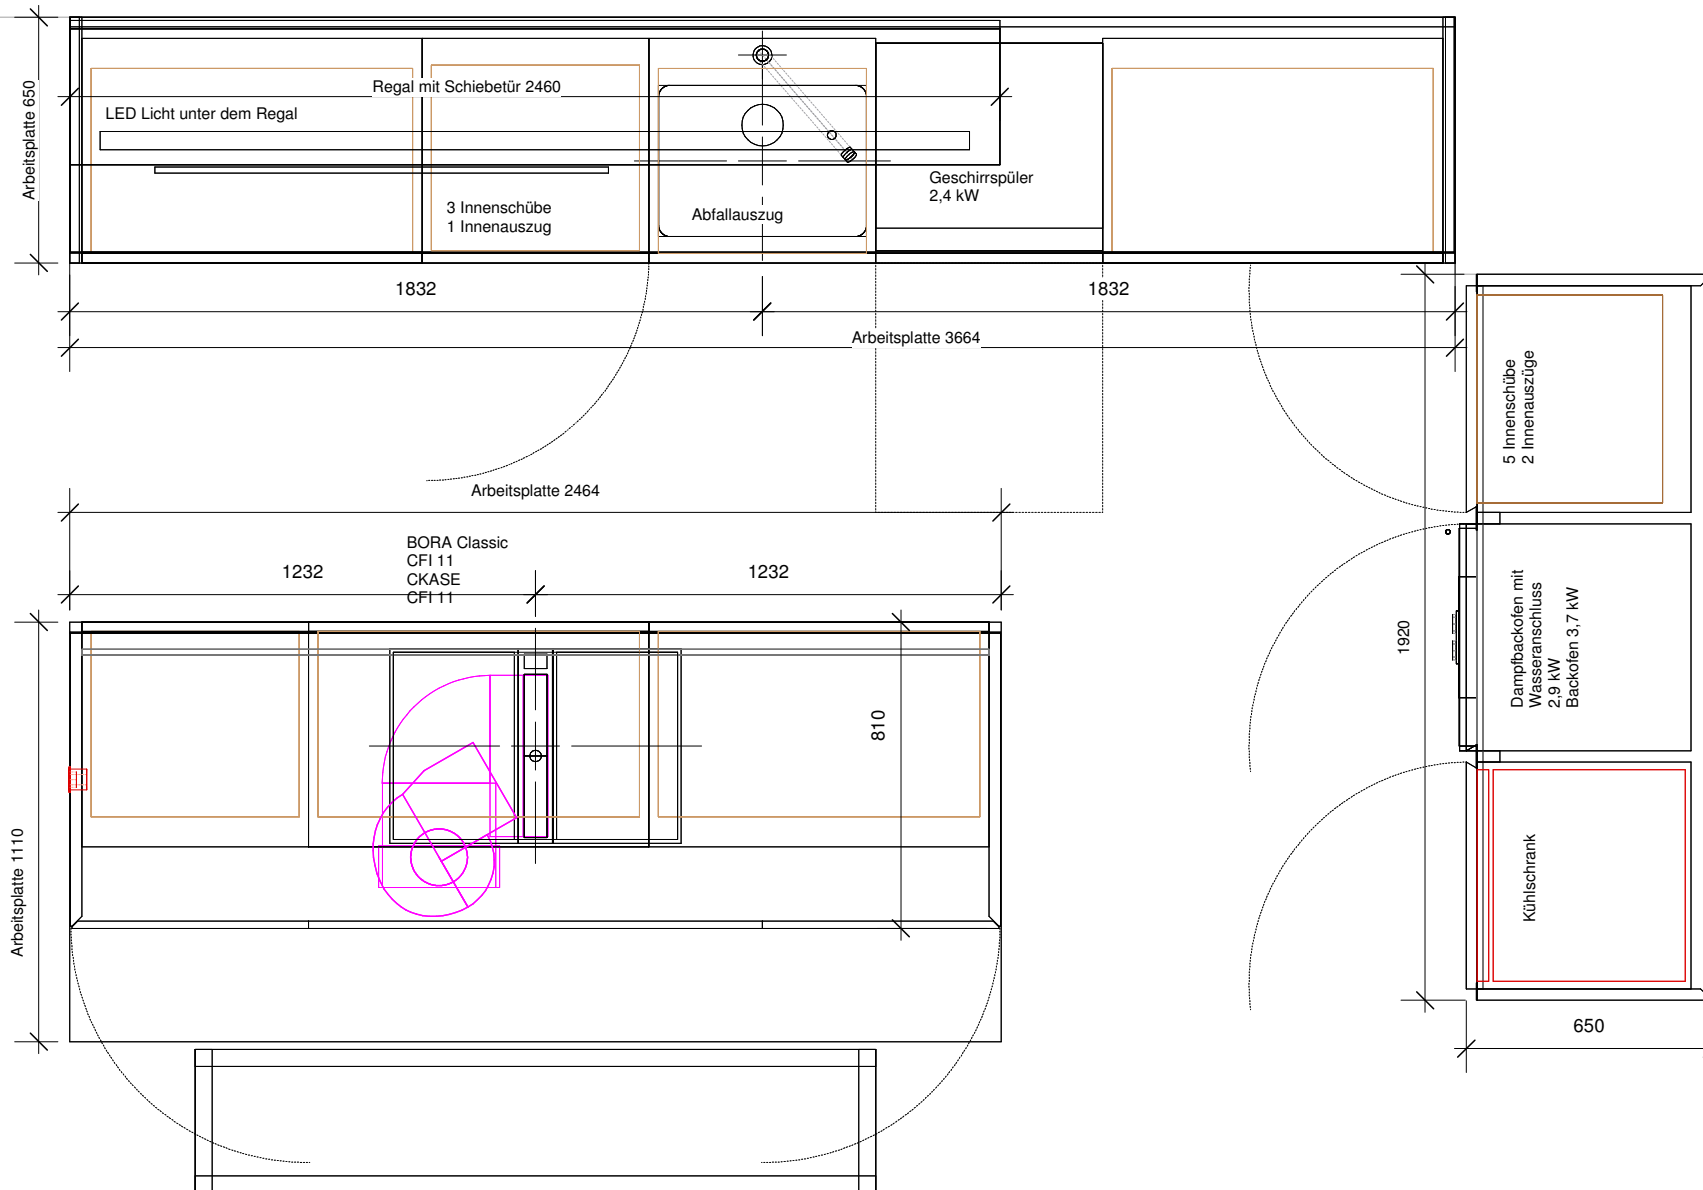 Arbeitsplatte 650
Regal mit Schiebetür 2460
LED Licht unter dem Regal
3 Innenschübe
1 Innenauszug
Abfallauszug
Geschirrspüler
2,4 kW
1832
1832
Arbeitsplatte 3664
5 Innenschübe
2 Innenauszüge
Arbeitsplatte 2464
BORA Classic
CFI 11
CKASE
CFI 11
1232
1232
1920
Dampfbackofen mit
Wasseranschluss
2,9 kW
Backofen 3,7 kW
810
Arbeitsplatte 1110
Kühlschrank
650